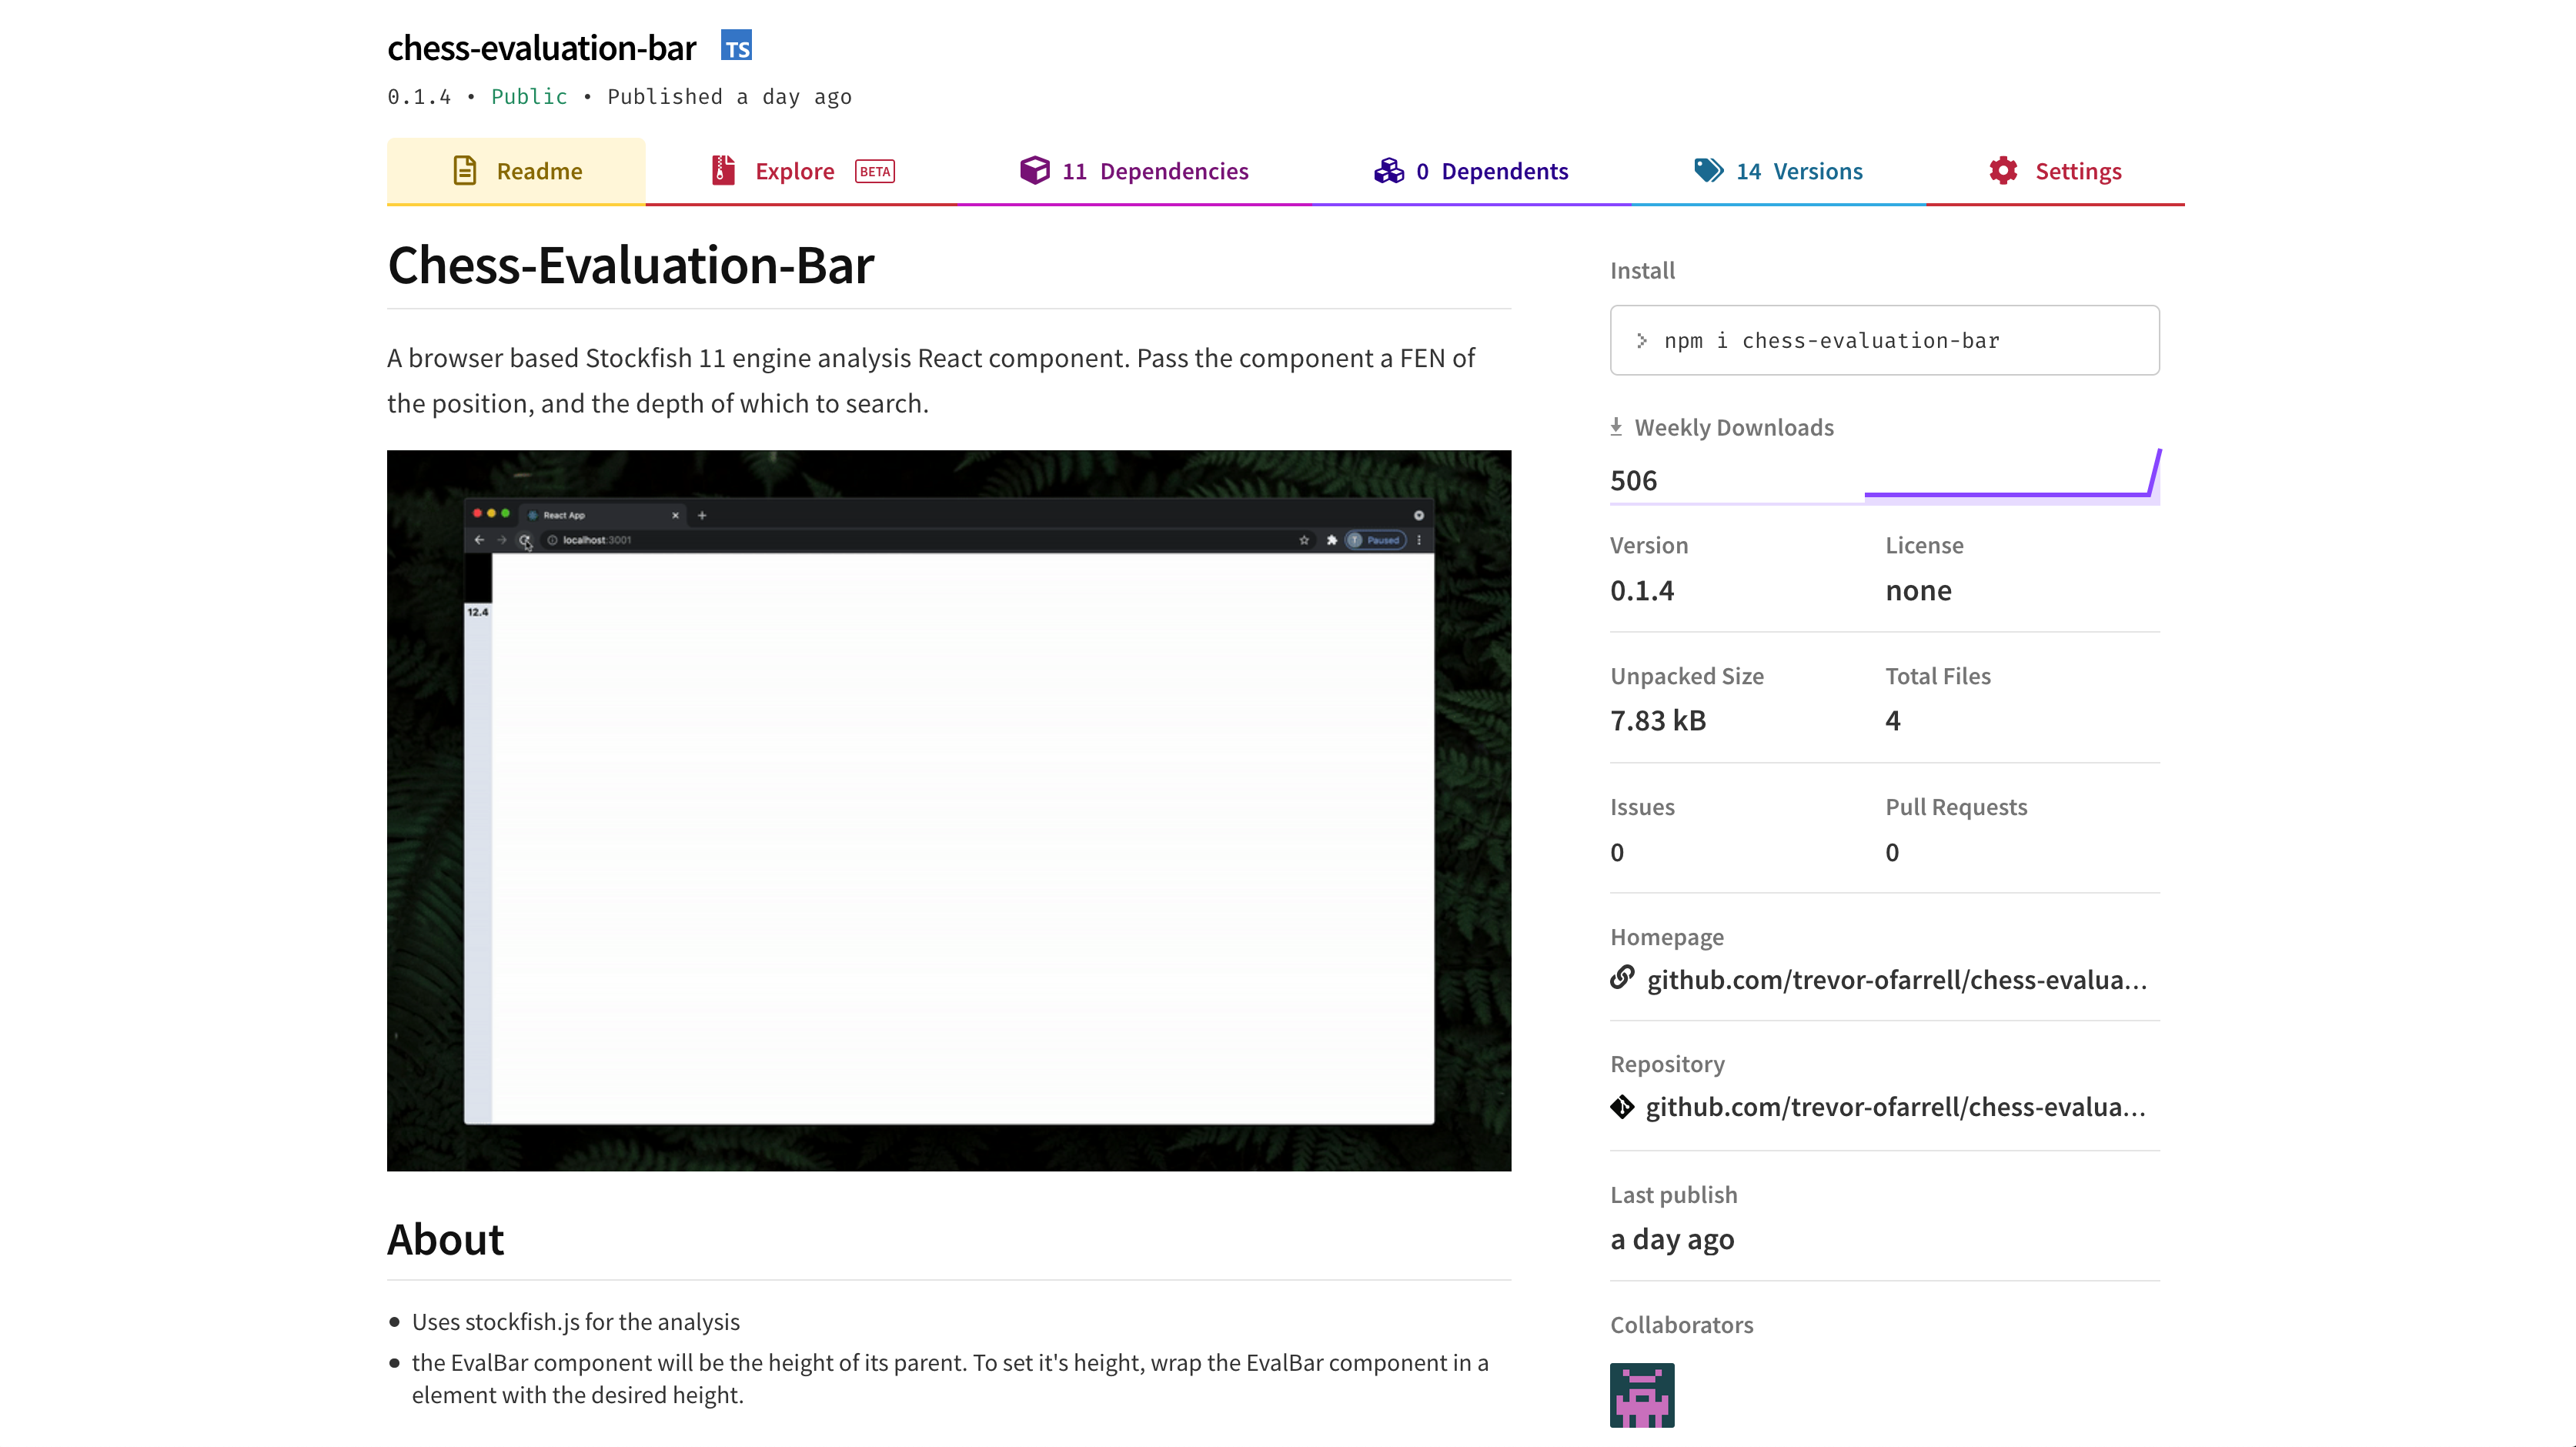 chess-evaluation-bar TS
0.1.4 • Public • Published a day ago
Readme
Explore BETA
11 Dependencies
0 Dependents
14 Versions
Settings
Chess-Evaluation-Bar
A browser based Stockfish 11 engine analysis React component. Pass the component a FEN of
the position, and the depth of which to search.
React App
localhost:3001
Paused
12.4
About
• Uses stockfish.js for the analysis
• the EvalBar component will be the height of its parent. To set it's height, wrap the EvalBar component in a
element with the desired height.
Install
> npm i chess-evaluation-bar
Weekly Downloads
506
Version
0.1.4
License
none
Unpacked Size
7.83 kB
Total Files
4
Issues
0
Pull Requests
0
Homepage
github.com/trevor-ofarrell/chess-evalua...
Repository
github.com/trevor-ofarrell/chess-evalua...
Last publish
a day ago
Collaborators